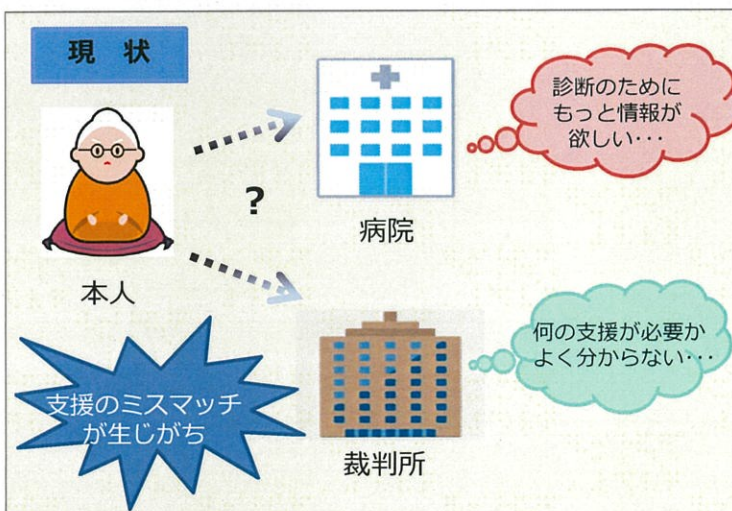 現 状
診断のために
もっと情報が
欲しい・・・
?
病院
本人
何の支援が必要か
よく分からない・・・
支援のミスマッチ
が生じがち
裁判所